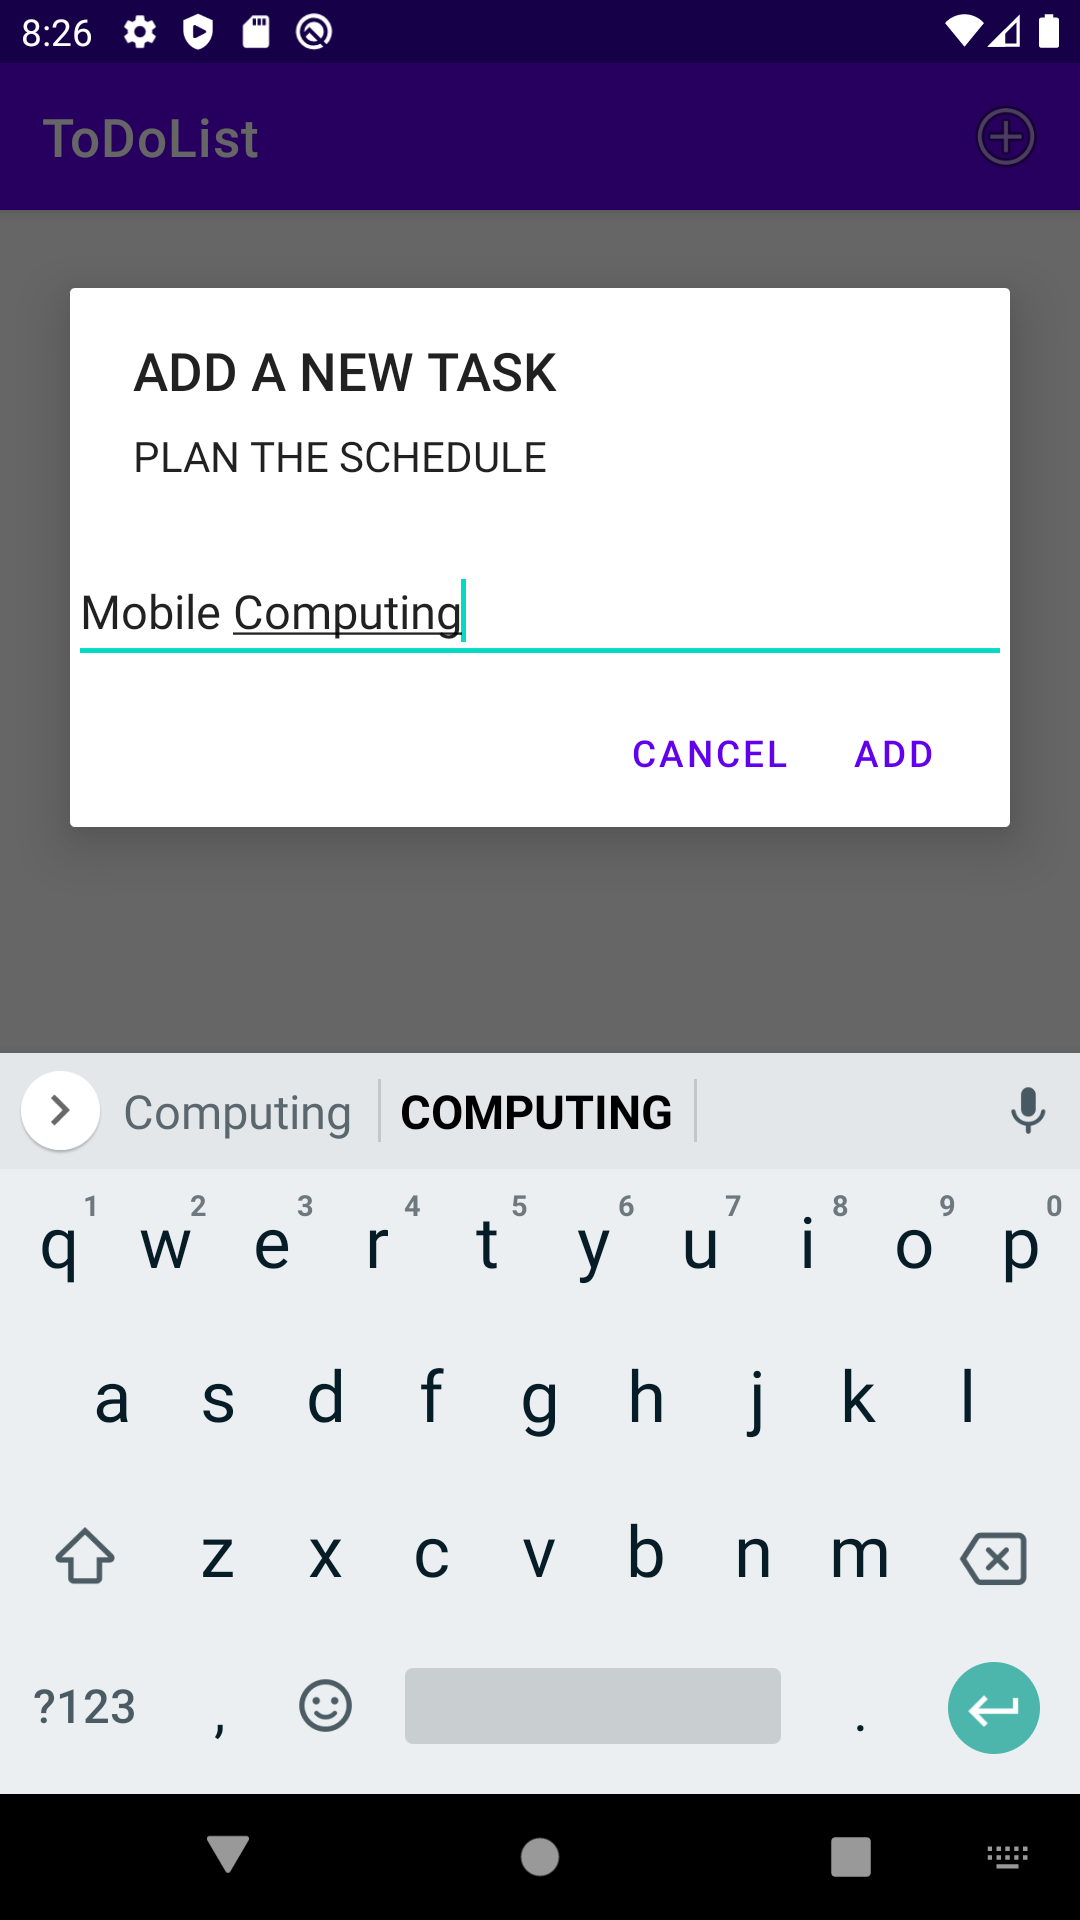 8:26
ToDoList
ADD A NEW TASK
PLAN THE SCHEDULE
Mobile Computing
CANCEL ADD
Computing COMPUTING
1 2 3 4 5 6 7 8 9 0
q w e r t y u i o p
a s d f g h j k l
z x c v b n m
?123 , .